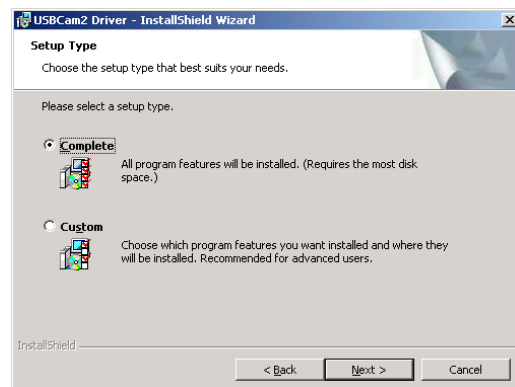 USBCam2 Driver - InstallShield Wizard
Setup Type
Choose the setup type that best suits your needs.
Please select a setup type.
Complete
All program features will be installed. (Requires the most disk
space.)
Custom
Choose which program features you want installed and where they
will be installed. Recommended for advanced users.
InstallShield
< Back
Next >
Cancel